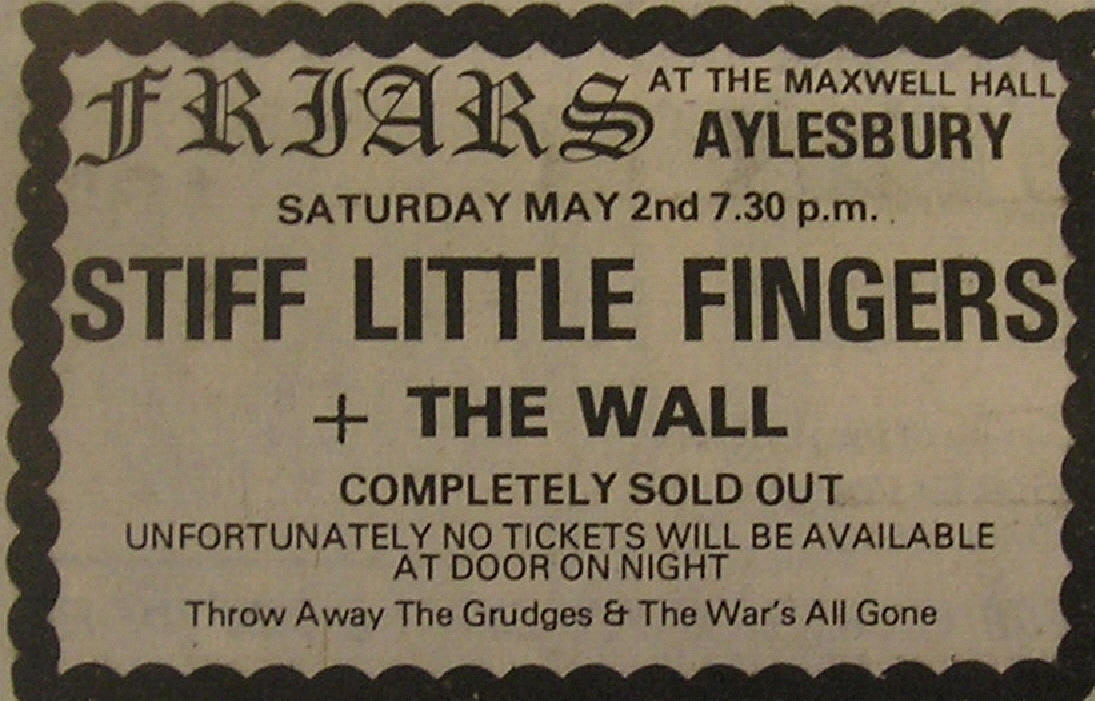 FRIARS AT THE MAXWELL HALL
AYLESBURY
SATURDAY MAY 2nd 7.30 p.m.
STIFF LITTLE FINGERS
+ THE WALL
COMPLETELY SOLD OUT
UNFORTUNATELY NO TICKETS WILL BE AVAILABLE
AT DOOR ON NIGHT
Throw Away The Grudges & The War's All Gone